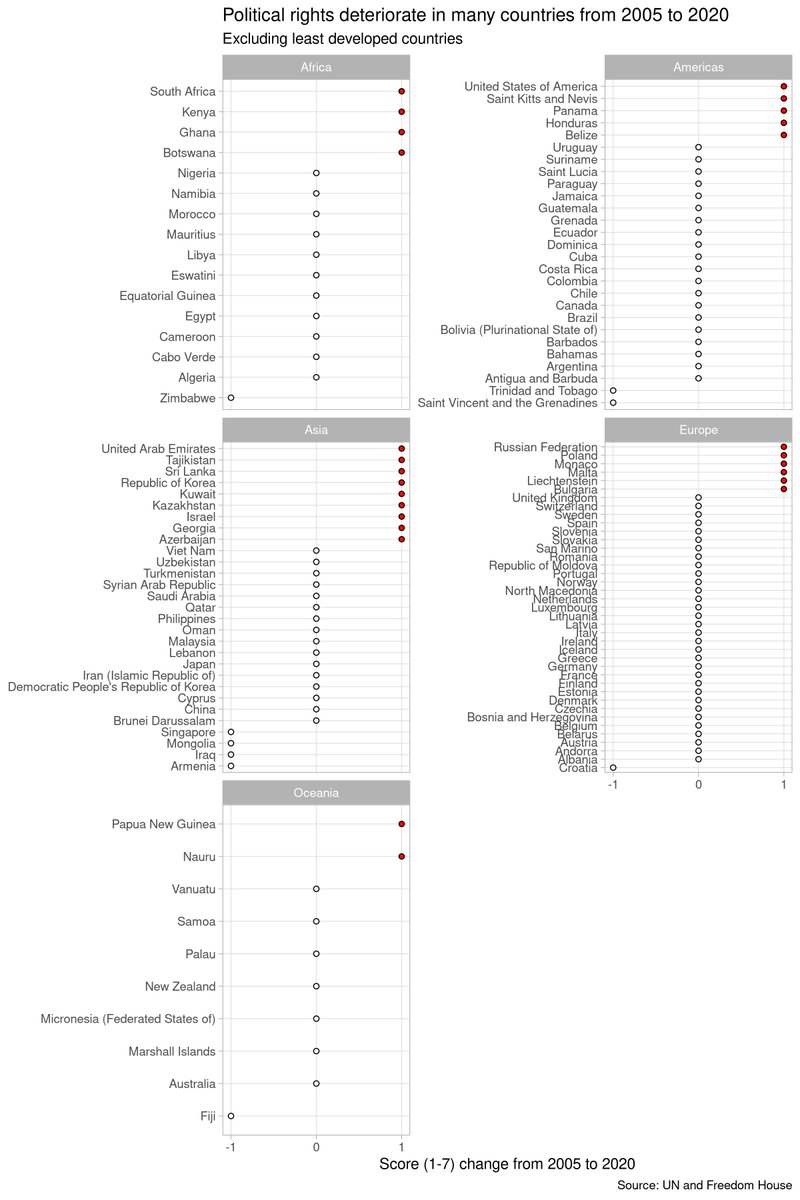 Political rights deteriorate in many countries from 2005 to 2020
Excluding least developed countries
Africa
South Africa
Kenya
Ghana
Botswana
Nigeria
Namibia
Morocco
Mauritius
Libya
Eswatini
Equatorial Guinea
Egypt
Cameroon
Cabo Verde
Algeria
Zimbabwe
Americas
United States of America
Saint Kitts and Nevis
Panama
Honduras
Belize
Uruguay
Suriname
Saint Lucia
Paraguay
Jamaica
Guatemala
Grenada
Ecuador
Dominica
Cuba
Costa Rica
Colombia
Chile
Canada
Brazil
Bolivia (Plurinational State of)
Barbados
Bahamas
Argentina
Antigua and Barbuda
Trinidad and Tobago
Saint Vincent and the Grenadines
Asia
United Arab Emirates
Tajikistan
Sri Lanka
Republic of Korea
Kuwait
Kazakhstan
Israel
Georgia
Azerbaijan
Viet Nam
Uzbekistan
Turkmenistan
Syrian Arab Republic
Saudi Arabia
Qatar
Philippines
Oman
Malaysia
Lebanon
Japan
Iran (Islamic Republic of)
Democratic People's Republic of Korea
Cyprus
China
Brunei Darussalam
Singapore
Mongolia
Iraq
Armenia
Europe
Russian Federation
Poland
Monaco
Malta
Liechtenstein
Bulgaria
United Kingdom
Switzerland
Sweden
Spain
Slovenia
Slovakia
San Marino
Romania
Republic of Moldova
Portugal
Norway
North Macedonia
Netherlands
Luxembourg
Lithuania
Latvia
Italy
Ireland
Iceland
Greece
Germany
France
Finland
Estonia
Denmark
Czechia
Bosnia and Herzegovina
Belgium
Belarus
Austria
Andorra
Albania
Croatia
-1 0 1
Oceania
Papua New Guinea
Nauru
Vanuatu
Samoa
Palau
New Zealand
Micronesia (Federated States of)
Marshall Islands
Australia
Fiji
-1 0 1
Score (1-7) change from 2005 to 2020
Source: UN and Freedom House